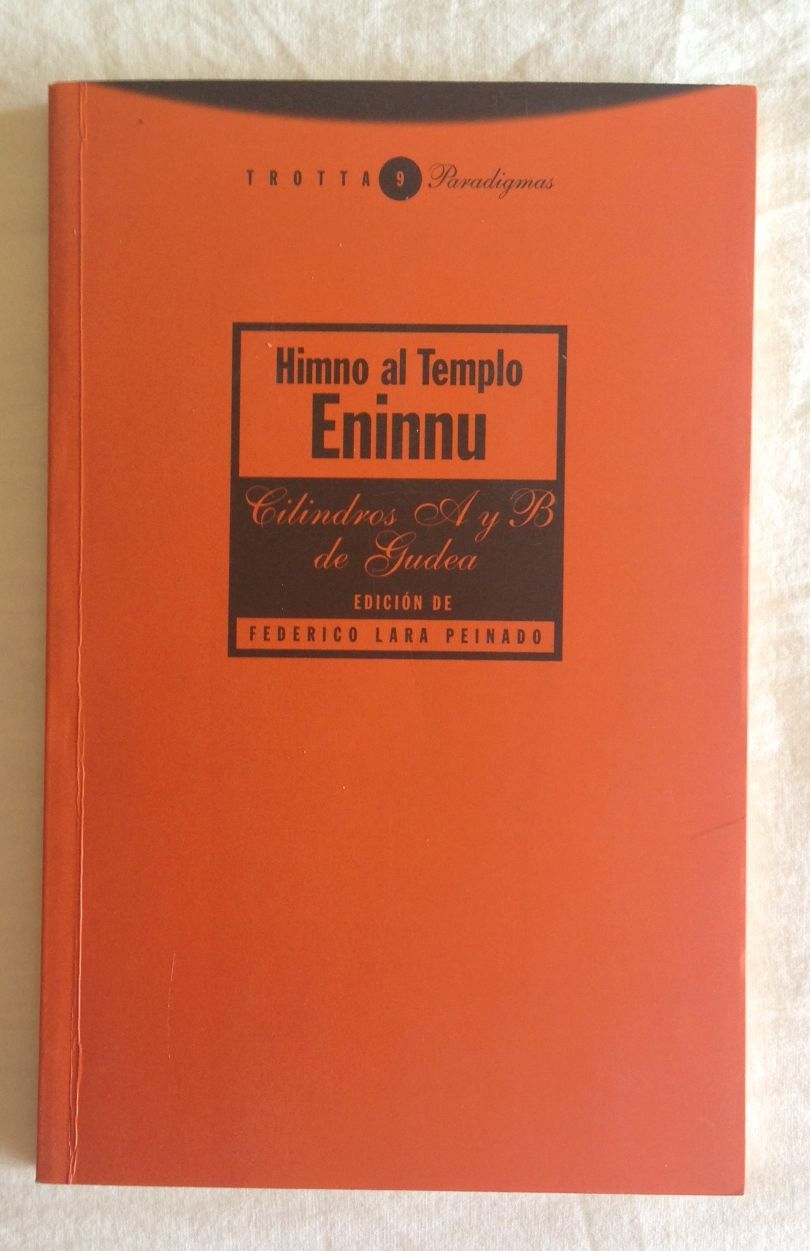 TROTTA 9 Paradigmas
Himno al Templo
Eninnu
Cilindros A y B
de Gudea
EDICIÓN DE
FEDERICO LARA PEINADO